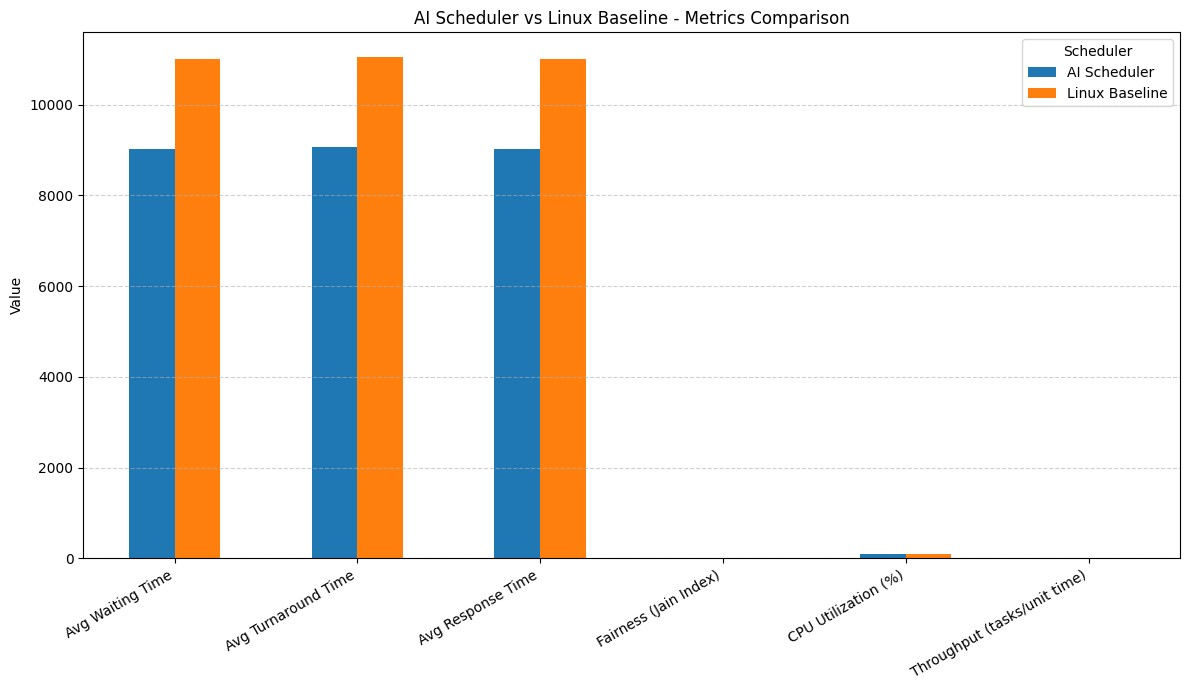 AI Scheduler vs Linux Baseline - Metrics Comparison
Scheduler
AI Scheduler
Linux Baseline
Value
10000
8000
6000
4000
2000
0
Avg Waiting Time
Avg Turnaround Time
Avg Response Time
Fairness (Jain Index)
CPU Utilization (%)
Throughput (tasks/unit time)